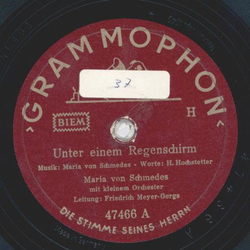 GRAMMOPHON
32
BIEM
H
Unter einem Regenschirm
Musik: Maria von Schmedes - Worte: H. Hochstetter
Maria von Schmedes
mit kleinem Orchester
Leitung: Friedrich Meyer-Gergs
47466 A
DIE STIMME SEINES HERRN